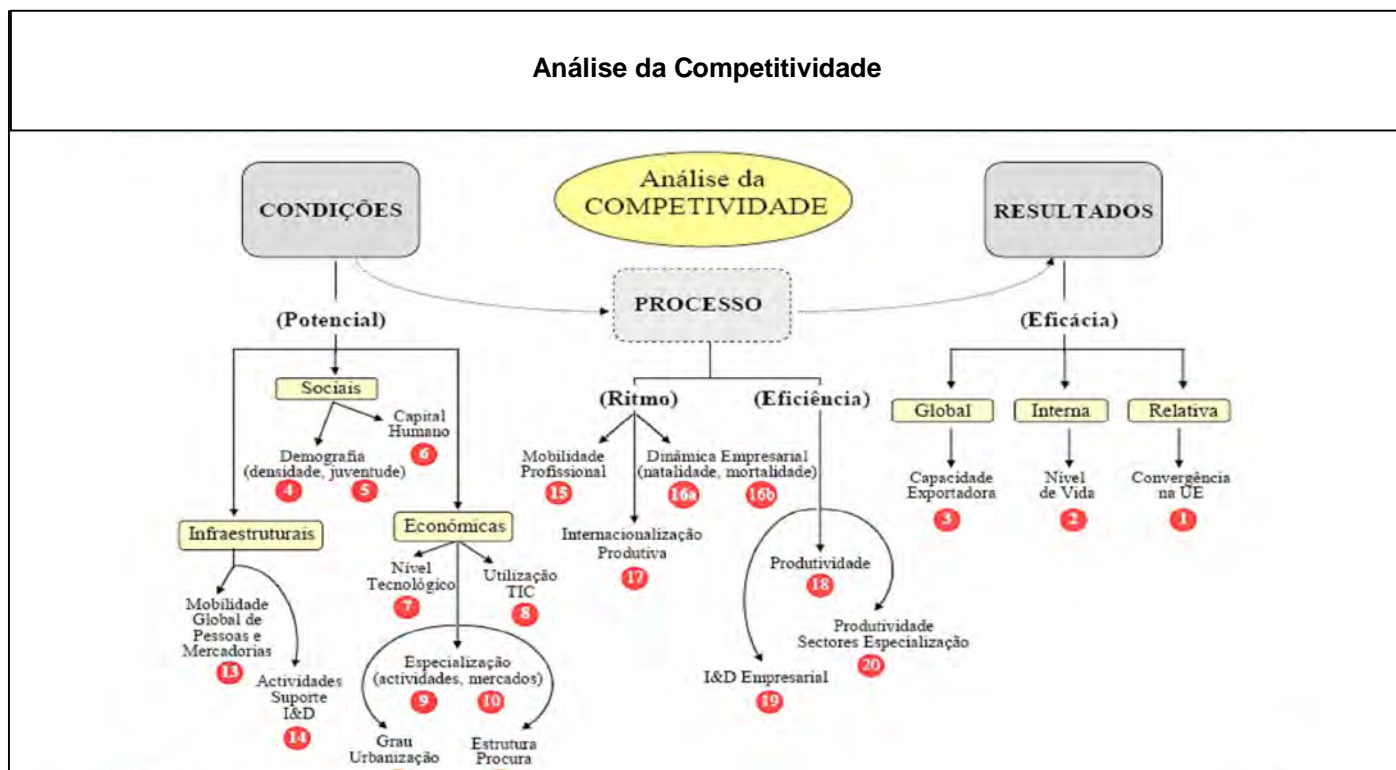 Análise da Competitividade
Análise da
COMPETIVIDADE
CONDIÇÕES
RESULTADOS
PROCESSO
(Potencial)
(Eficácia)
Sociais
(Ritmo)
(Eficiência)
Global
Interna
Relativa
Capital
Humano
6
Demografia
(densidade, juventude)
4
5
Mobilidade
Profissional
15
Dinâmica Empresarial
(natalidade, mortalidade)
16a
16b
Capacidade
Exportadora
3
Nível
de Vida
2
Convergência
na UE
1
Infraestruturais
Económicas
Internacionalização
Produtiva
17
Produtividade
18
Nível
Tecnológico
7
Utilização
TIC
8
Mobilidade
Global de
Pessoas e
Mercadorias
13
Produtividade
Sectores Especialização
20
Especialização
(actividades, mercados)
9
10
I&D Empresarial
19
Actividades
Suporte
I&D
14
Grau
Urbanização
Estrutura
Procura